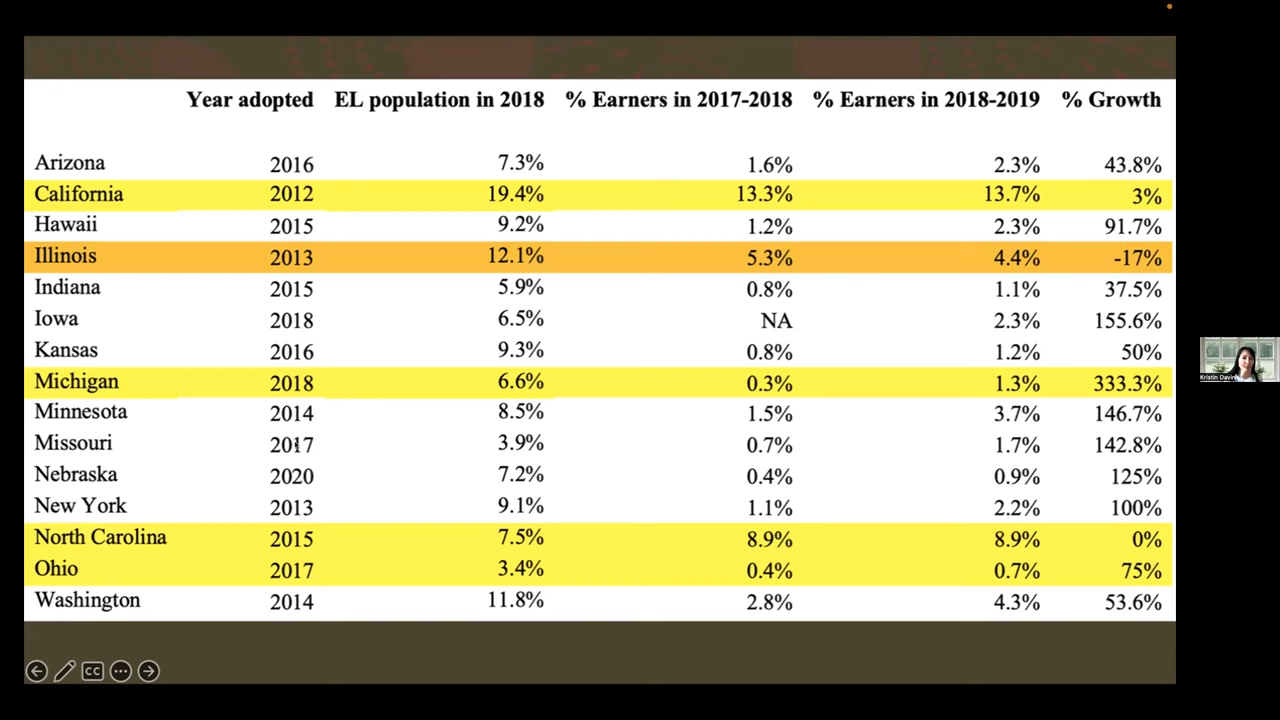 Year adopted EL population in 2018 % Earners in 2017-2018 % Earners in 2018-2019 % Growth
Arizona 2016 7.3% 1.6% 2.3% 43.8%
California 2012 19.4% 13.3% 13.7% 3%
Hawaii 2015 9.2% 1.2% 2.3% 91.7%
Illinois 2013 12.1% 5.3% 4.4% -17%
Indiana 2015 5.9% 0.8% 1.1% 37.5%
Iowa 2018 6.5% NA 2.3% 155.6%
Kansas 2016 9.3% 0.8% 1.2% 50%
Michigan 2018 6.6% 0.3% 1.3% 333.3%
Minnesota 2014 8.5% 1.5% 3.7% 146.7%
Missouri 2017 3.9% 0.7% 1.7% 142.8%
Nebraska 2020 7.2% 0.4% 0.9% 125%
New York 2013 9.1% 1.1% 2.2% 100%
North Carolina 2015 7.5% 8.9% 8.9% 0%
Ohio 2017 3.4% 0.4% 0.7% 75%
Washington 2014 11.8% 2.8% 4.3% 53.6%
CC
Kristin